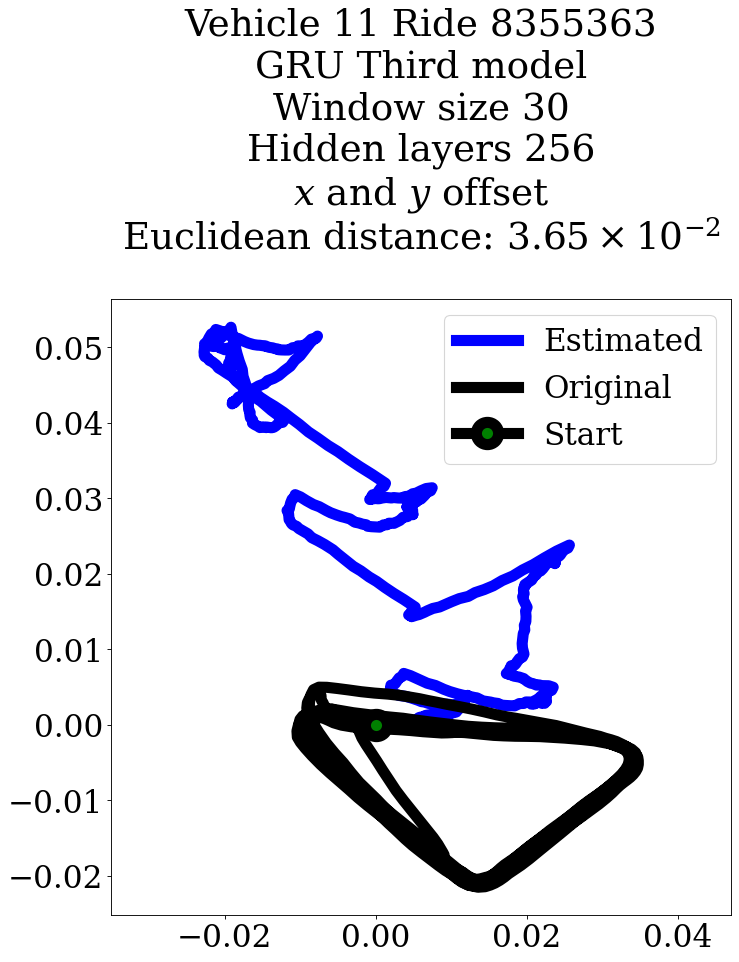 Vehicle 11 Ride 8355363
GRU Third model
Window size 30
Hidden layers 256
x and y offset
Euclidean distance: 3.65 × 10⁻²
Estimated
Original
Start
0.05
0.04
0.03
0.02
0.01
0.00
−0.01
−0.02
−0.02 0.00 0.02 0.04